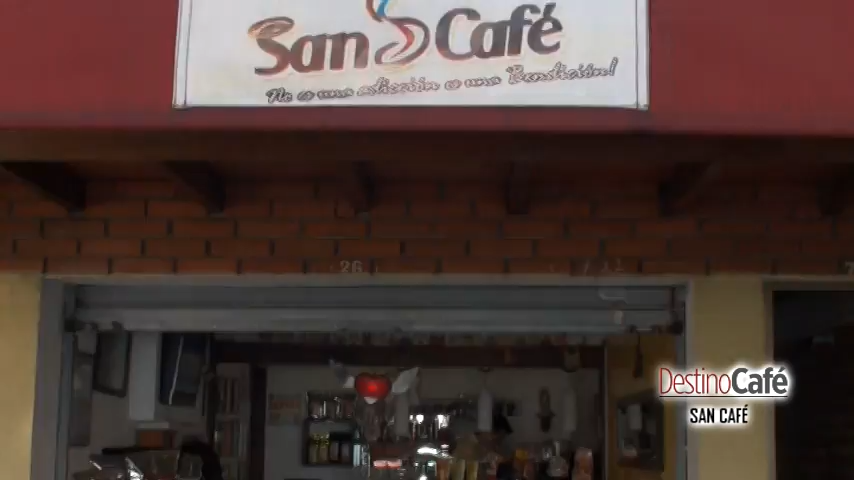 San Café
No es una adicción es una Bendición!
26
DestinoCafé
SAN CAFÉ